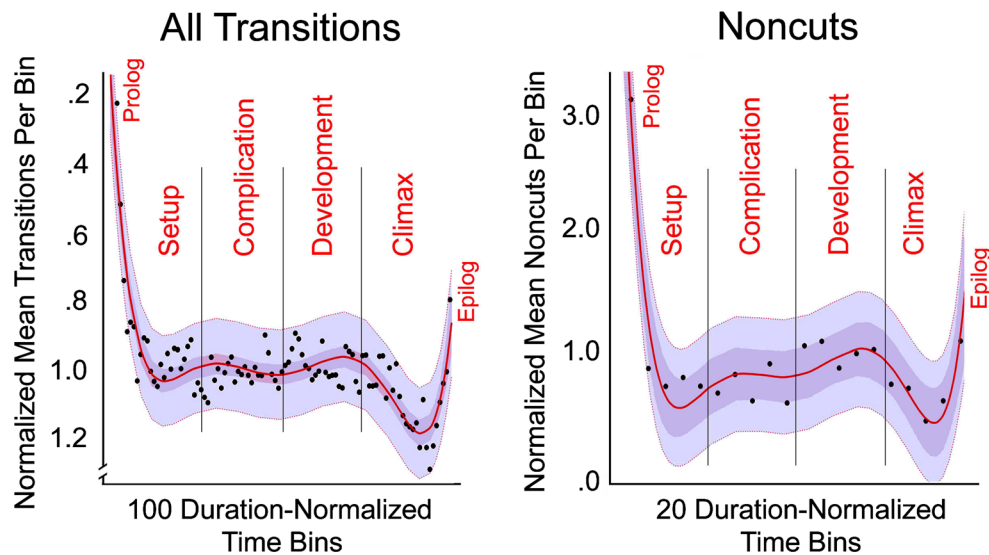 All Transitions
Normalized Mean Transitions Per Bin
.2
.4
.6
.8
1.0
1.2
Prolog
Setup
Complication
Development
Climax
Epilog
100 Duration-Normalized
Time Bins
Noncuts
Normalized Mean Noncuts Per Bin
3.0
2.0
1.0
.0
Prolog
Setup
Complication
Development
Climax
Epilog
20 Duration-Normalized
Time Bins